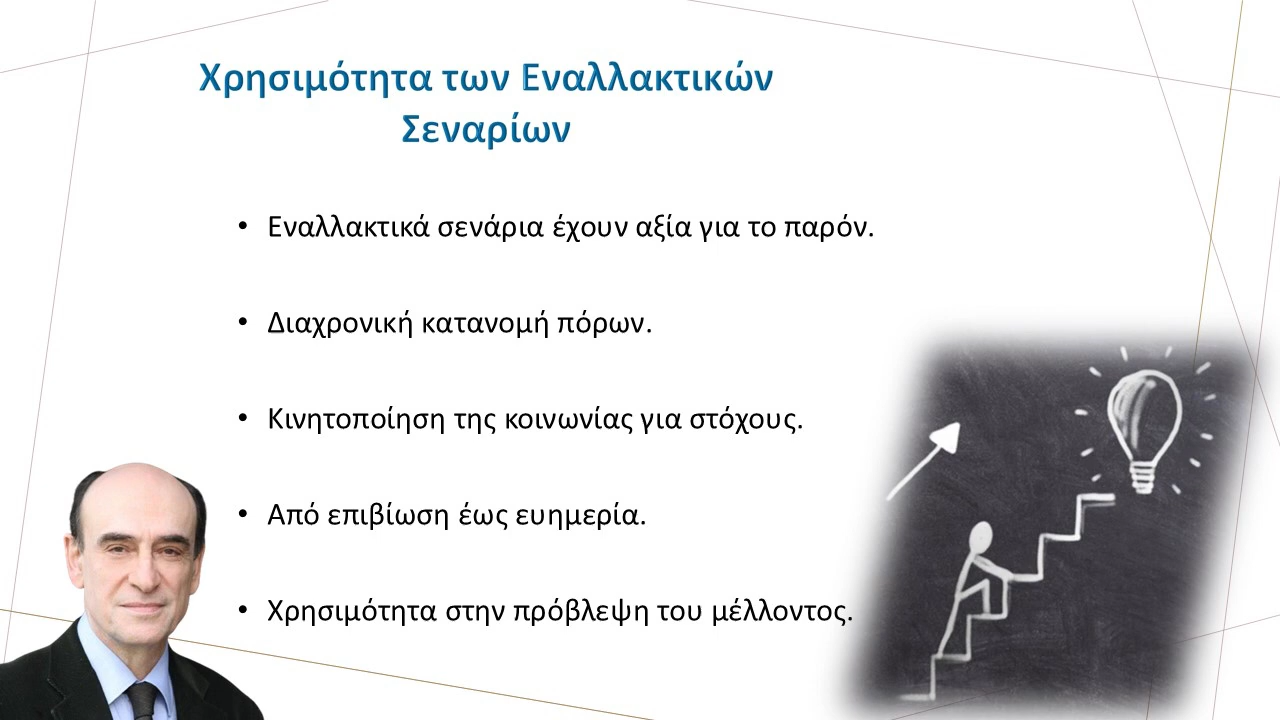 Χρησιμότητα των Εναλλακτικών
Σεναρίων
• Εναλλακτικά σενάρια έχουν αξία για το παρόν.
• Διαχρονική κατανομή πόρων.
• Κινητοποίηση της κοινωνίας για στόχους.
• Από επιβίωση έως ευημερία.
• Χρησιμότητα στην πρόβλεψη του μέλλοντος.